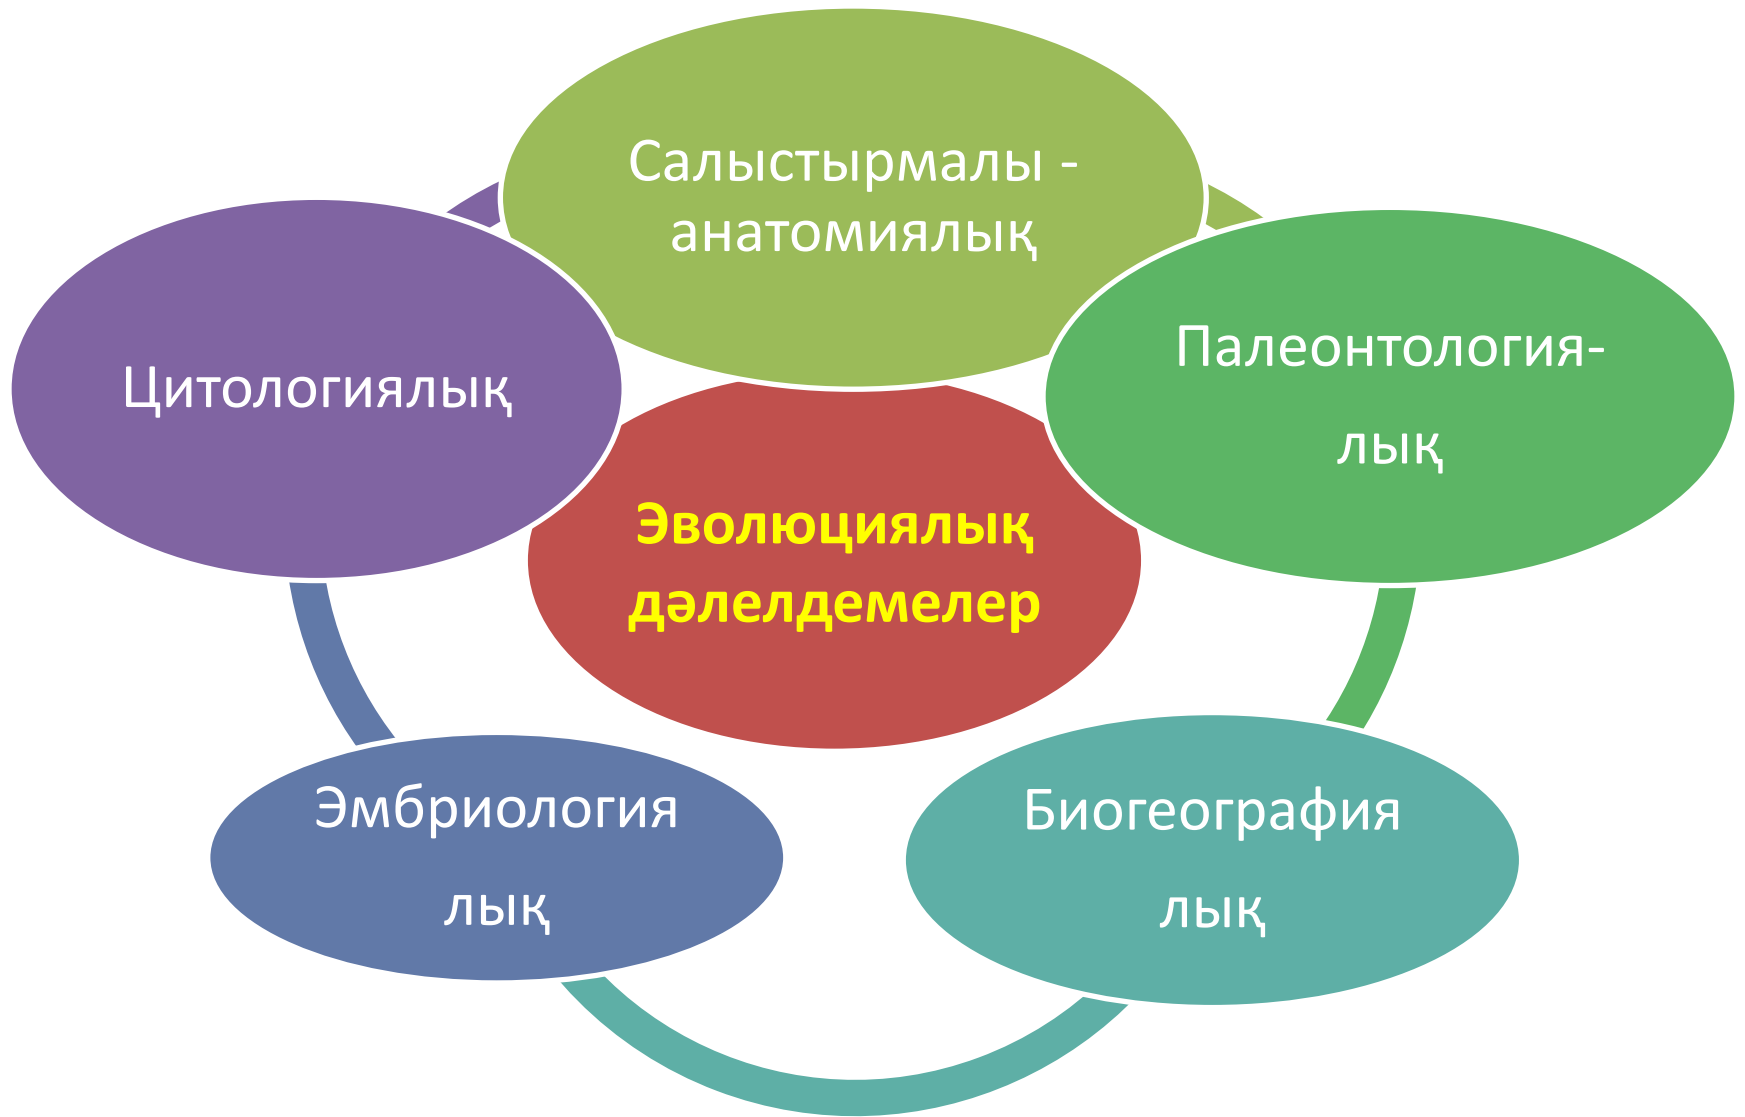 Салыстырмалы -
анатомиялық
Цитологиялық
Палеонтология-
лық
Эволюциялық
дәлелдемелер
Эмбриология
лық
Биогеография
лық